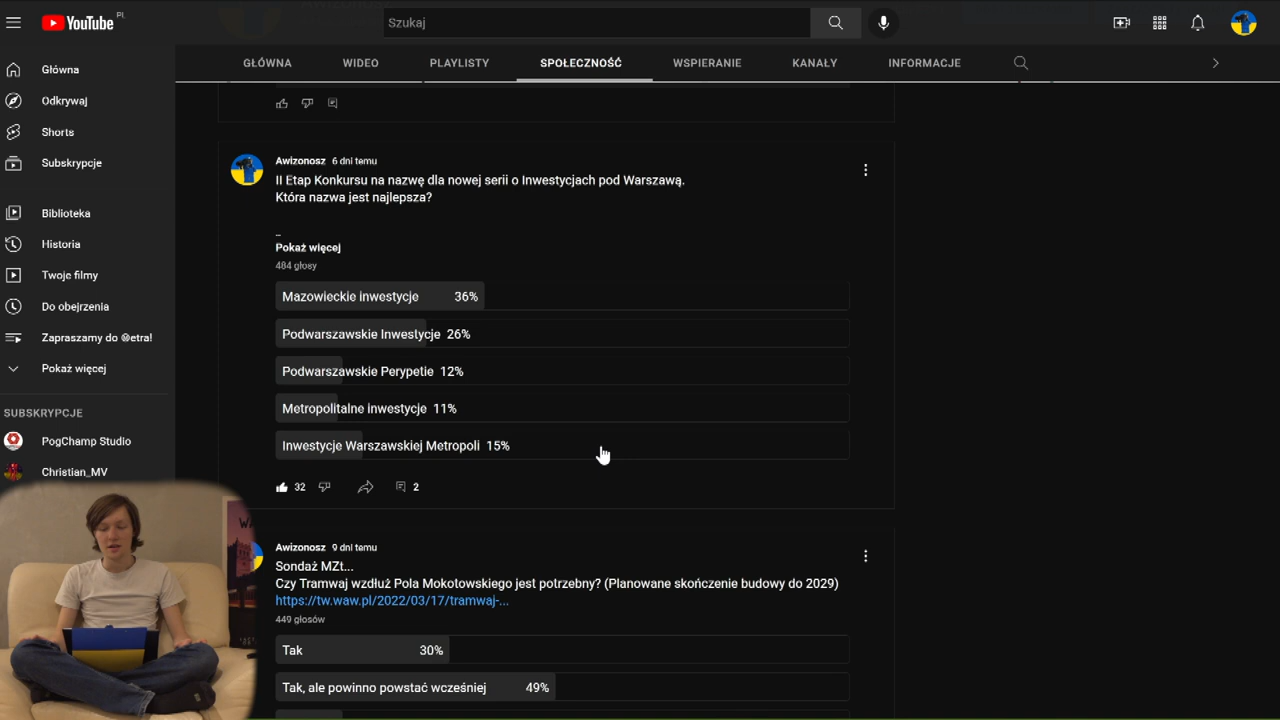 YouTube PL
Szukaj
GŁÓWNA WIDEO PLAYLISTY SPOŁECZNOŚĆ WSPIERANIE KANAŁY INFORMACJE
Główna
Odkrywaj
Shorts
Subskrypcje
Biblioteka
Historia
Twoje filmy
Do obejrzenia
Zapraszamy do @etra!
Pokaż więcej
SUBSKRYPCJE
PogChamp Studio
Christian_MV
Awizonosz 6 dni temu
II Etap Konkursu na nazwę dla nowej serii o Inwestycjach pod Warszawą.
Która nazwa jest najlepsza?
_
Pokaż więcej
484 głosy
Mazowieckie inwestycje 36%
Podwarszawskie Inwestycje 26%
Podwarszawskie Perypetie 12%
Metropolitalne inwestycje 11%
Inwestycje Warszawskiej Metropoli 15%
32 2
Awizonosz 9 dni temu
Sondaż MZt...
Czy Tramwaj wzdłuż Pola Mokotowskiego jest potrzebny? (Planowane skończenie budowy do 2029)
https://tw.waw.pl/2022/03/17/tramwaj-...
449 głosów
Tak 30%
Tak, ale powinno powstać wcześniej 49%